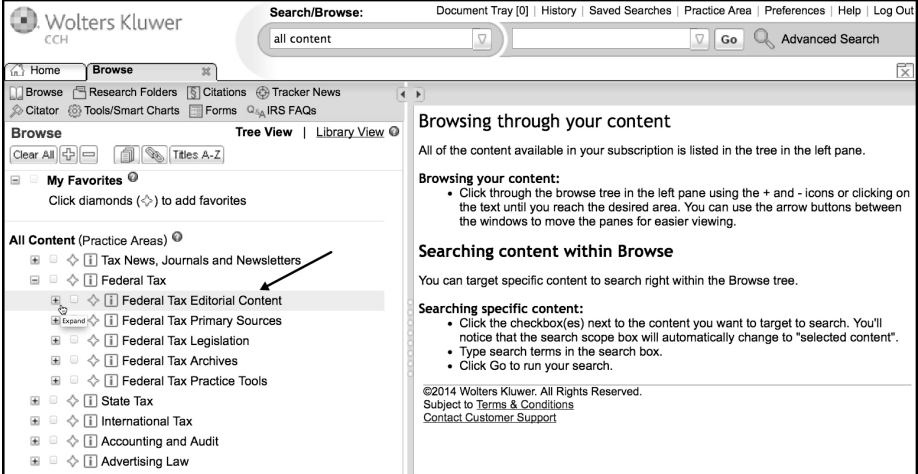 Wolters Kluwer
CCH
Search/Browse:
Document Tray [0] | History | Saved Searches | Practice Area | Preferences | Help | Log Out
all content
Go
Advanced Search
Home
Browse
Browse Research Folders Citations Tracker News
Citator Tools/Smart Charts Forms Q&A IRS FAQs
Browse
Tree View | Library View
Clear All
Titles A-Z
My Favorites
Click diamonds ( ) to add favorites
All Content (Practice Areas)
Tax News, Journals and Newsletters
Federal Tax
Federal Tax Editorial Content
Expand
Federal Tax Primary Sources
Federal Tax Legislation
Federal Tax Archives
Federal Tax Practice Tools
State Tax
International Tax
Accounting and Audit
Advertising Law
Browsing through your content
All of the content available in your subscription is listed in the tree in the left pane.
Browsing your content:
• Click through the browse tree in the left pane using the + and - icons or clicking on
the text until you reach the desired area. You can use the arrow buttons between
the windows to move the panes for easier viewing.
Searching content within Browse
You can target specific content to search right within the Browse tree.
Searching specific content:
• Click the checkbox(es) next to the content you want to target to search. You'll
notice that the search scope box will automatically change to "selected content".
• Type search terms in the search box.
• Click Go to run your search.
©2014 Wolters Kluwer. All Rights Reserved.
Subject to Terms & Conditions
Contact Customer Support